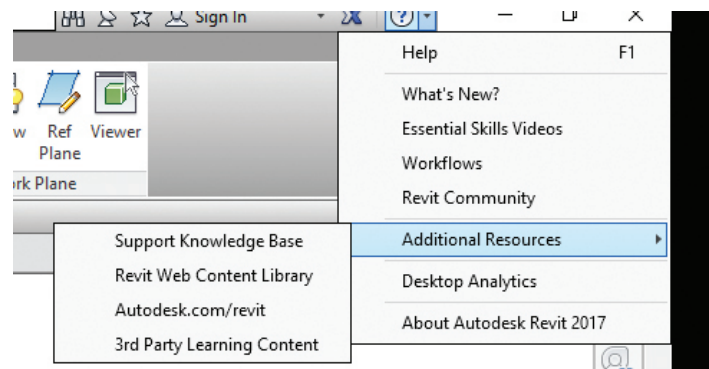 Sign In
Help F1
What's New?
Essential Skills Videos
Workflows
Revit Community
Additional Resources
Desktop Analytics
About Autodesk Revit 2017
Ref Viewer
Plane
Plane
Support Knowledge Base
Revit Web Content Library
Autodesk.com/revit
3rd Party Learning Content